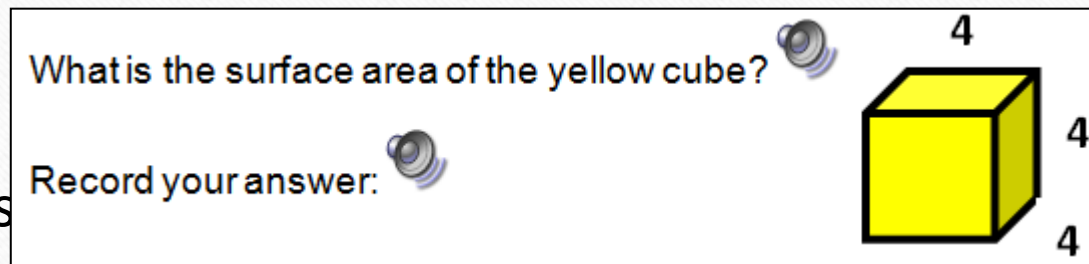 4
What is the surface area of the yellow cube?
4
Record your answer:
s
4